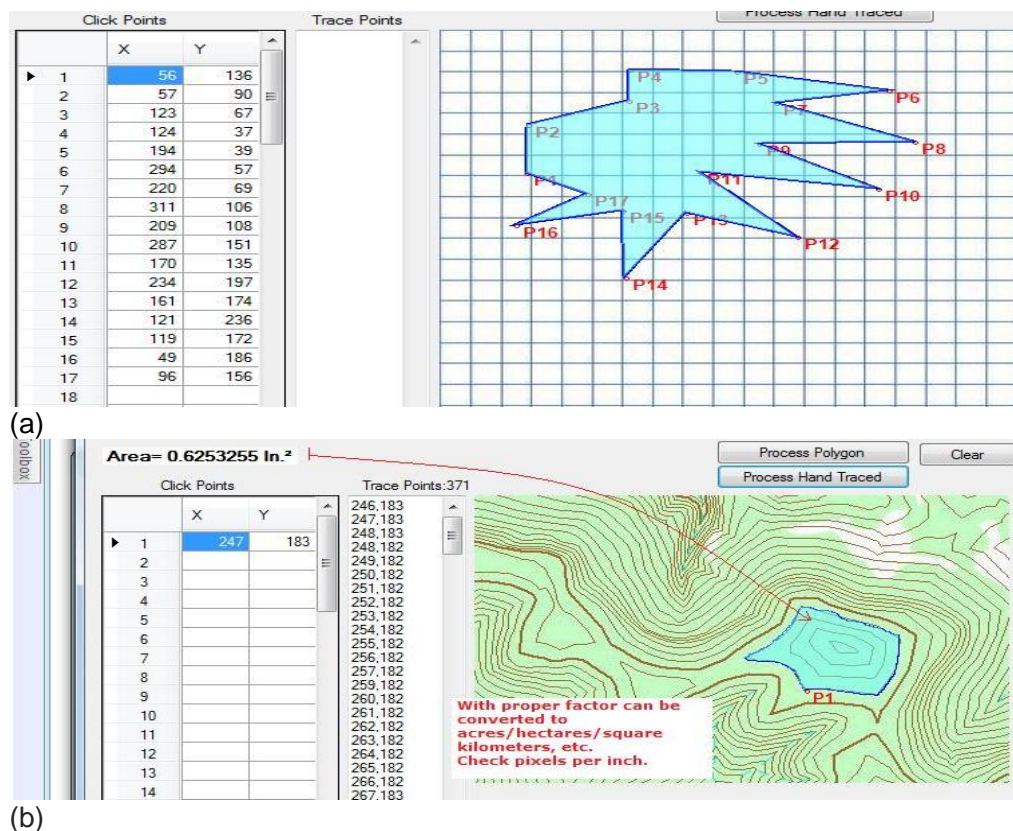 Click Points
Trace Points
Process Hand Traced
X Y
1 56 136
2 57 90
3 123 67
4 124 37
5 194 39
6 294 57
7 220 69
8 311 106
9 209 108
10 287 151
11 170 135
12 234 197
13 161 174
14 121 236
15 119 172
16 49 186
17 96 156
18
P4 P5
P6
P3 P7
P2
P9 P8
P1 P11
P10
P17
P15 P13
P16
P12
P14
(a)
Toolbox
Area= 0.6253255 In.²
Process Polygon
Clear
Process Hand Traced
Click Points
Trace Points:371
X Y
1 247 183
2
3
4
5
6
7
8
9
10
11
12
13
14
246,183
247,183
248,183
248,182
249,182
250,182
251,182
252,182
253,182
254,182
255,182
256,182
257,182
259,182
260,182
261,182
262,182
263,182
264,182
265,182
266,182
267,183
P1
With proper factor can be
converted to
acres/hectares/square
kilometers, etc.
Check pixels per inch.
(b)